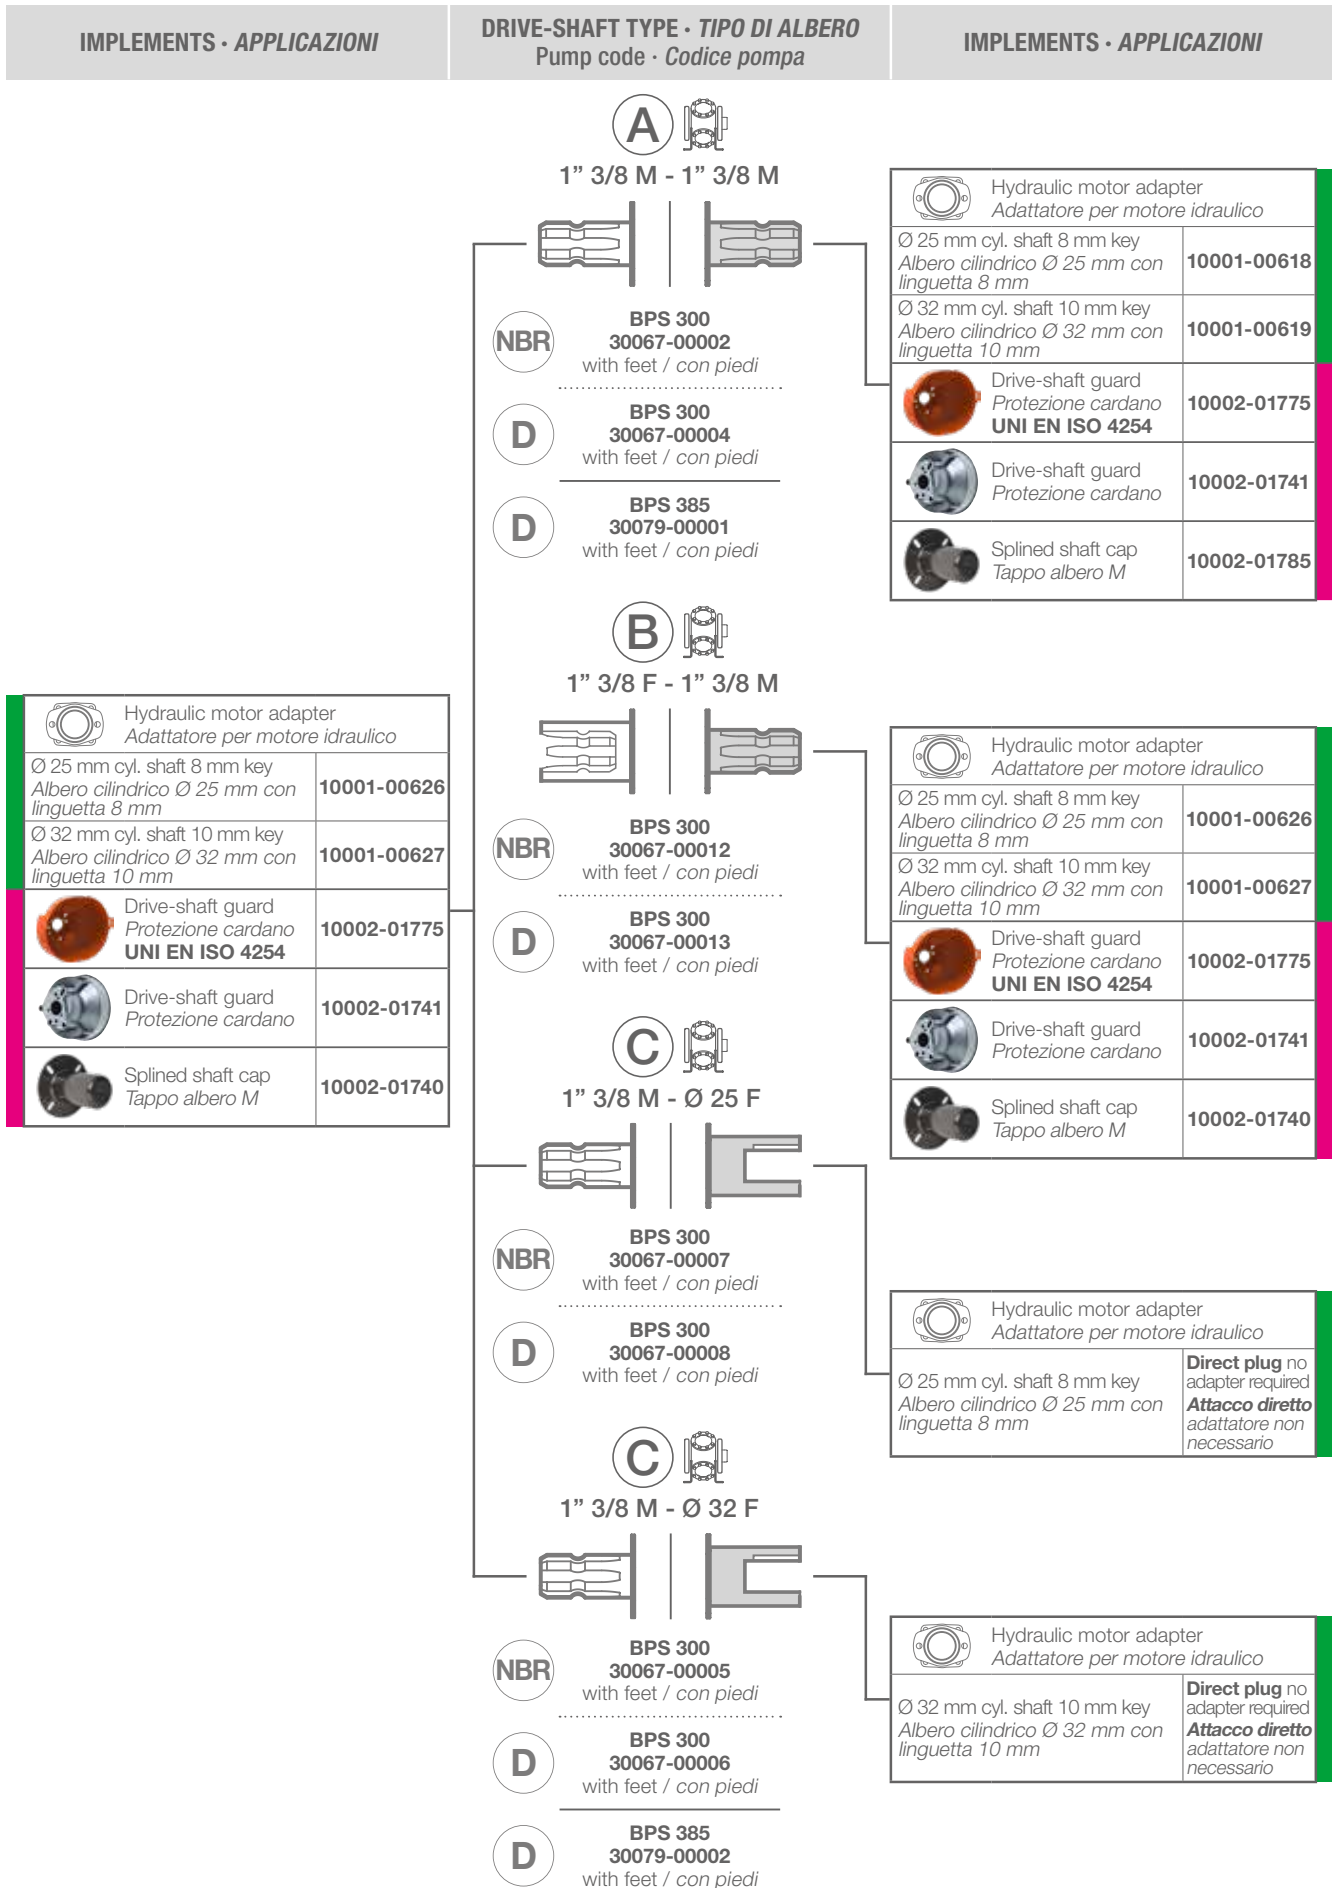 IMPLEMENTS · APPLICAZIONI
DRIVE-SHAFT TYPE · TIPO DI ALBERO
Pump code · Codice pompa
IMPLEMENTS · APPLICAZIONI
A
1” 3/8 M - 1” 3/8 M
NBR
BPS 300
30067-00002
with feet / con piedi
D
BPS 300
30067-00004
with feet / con piedi
D
BPS 385
30079-00001
with feet / con piedi
Hydraulic motor adapter
Adattatore per motore idraulico
Ø 25 mm cyl. shaft 8 mm key
Albero cilindrico Ø 25 mm con
linguetta 8 mm
10001-00618
Ø 32 mm cyl. shaft 10 mm key
Albero cilindrico Ø 32 mm con
linguetta 10 mm
10001-00619
Drive-shaft guard
Protezione cardano
UNI EN ISO 4254
10002-01775
Drive-shaft guard
Protezione cardano
10002-01741
Splined shaft cap
Tappo albero M
10002-01785
Hydraulic motor adapter
Adattatore per motore idraulico
Ø 25 mm cyl. shaft 8 mm key
Albero cilindrico Ø 25 mm con
linguetta 8 mm
10001-00626
Ø 32 mm cyl. shaft 10 mm key
Albero cilindrico Ø 32 mm con
linguetta 10 mm
10001-00627
Drive-shaft guard
Protezione cardano
UNI EN ISO 4254
10002-01775
Drive-shaft guard
Protezione cardano
10002-01741
Splined shaft cap
Tappo albero M
10002-01740
B
1” 3/8 F - 1” 3/8 M
NBR
BPS 300
30067-00012
with feet / con piedi
D
BPS 300
30067-00013
with feet / con piedi
Hydraulic motor adapter
Adattatore per motore idraulico
Ø 25 mm cyl. shaft 8 mm key
Albero cilindrico Ø 25 mm con
linguetta 8 mm
10001-00626
Ø 32 mm cyl. shaft 10 mm key
Albero cilindrico Ø 32 mm con
linguetta 10 mm
10001-00627
Drive-shaft guard
Protezione cardano
UNI EN ISO 4254
10002-01775
Drive-shaft guard
Protezione cardano
10002-01741
Splined shaft cap
Tappo albero M
10002-01740
C
1” 3/8 M - Ø 25 F
NBR
BPS 300
30067-00007
with feet / con piedi
D
BPS 300
30067-00008
with feet / con piedi
Hydraulic motor adapter
Adattatore per motore idraulico
Ø 25 mm cyl. shaft 8 mm key
Albero cilindrico Ø 25 mm con
linguetta 8 mm
Direct plug no
adapter required
Attacco diretto
adattatore non
necessario
C
1” 3/8 M - Ø 32 F
NBR
BPS 300
30067-00005
with feet / con piedi
D
BPS 300
30067-00006
with feet / con piedi
D
BPS 385
30079-00002
with feet / con piedi
Hydraulic motor adapter
Adattatore per motore idraulico
Ø 32 mm cyl. shaft 10 mm key
Albero cilindrico Ø 32 mm con
linguetta 10 mm
Direct plug no
adapter required
Attacco diretto
adattatore non
necessario